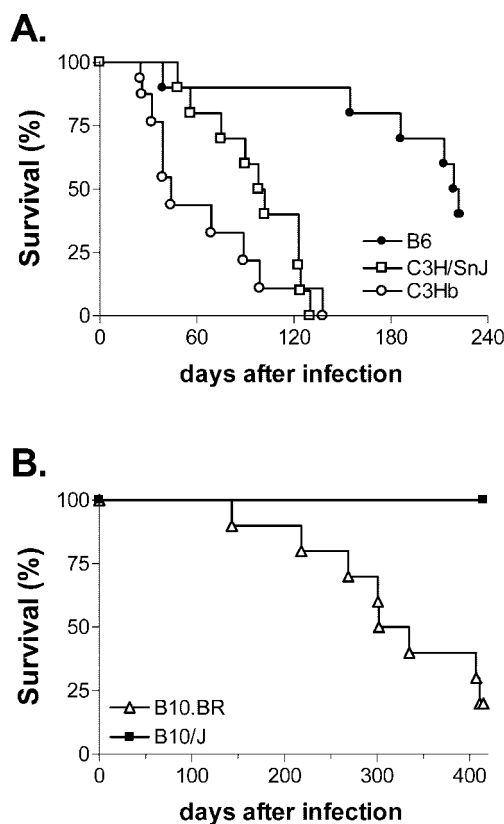 A.
100
75
50
25
0
Survival (%)
B6
C3H/SnJ
C3Hb
0 60 120 180 240
days after infection
B.
100
75
50
25
0
Survival (%)
B10.BR
B10/J
0 100 200 300 400
days after infection